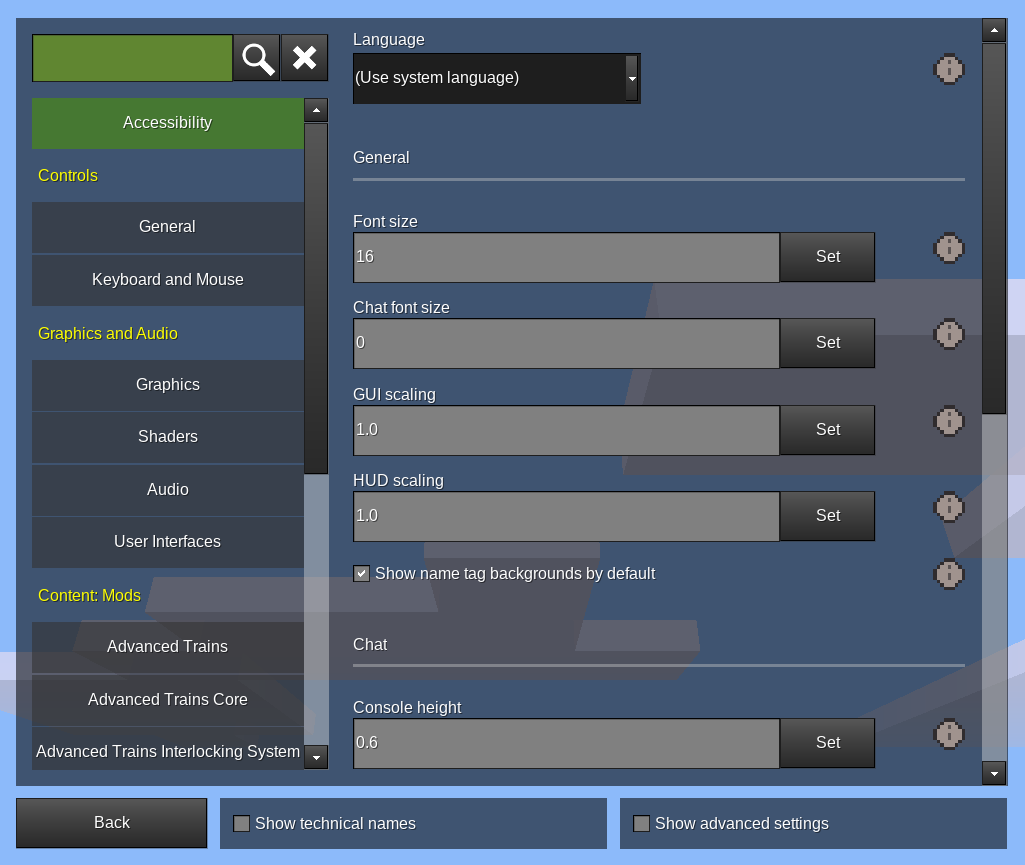 Accessibility
Controls
General
Keyboard and Mouse
Graphics and Audio
Graphics
Shaders
Audio
User Interfaces
Content: Mods
Advanced Trains
Advanced Trains Core
Advanced Trains Interlocking System
Language
(Use system language)
General
Font size
16 Set
Chat font size
0 Set
GUI scaling
1.0 Set
HUD scaling
1.0 Set
Show name tag backgrounds by default
Chat
Console height
0.6 Set
Back
Show technical names
Show advanced settings